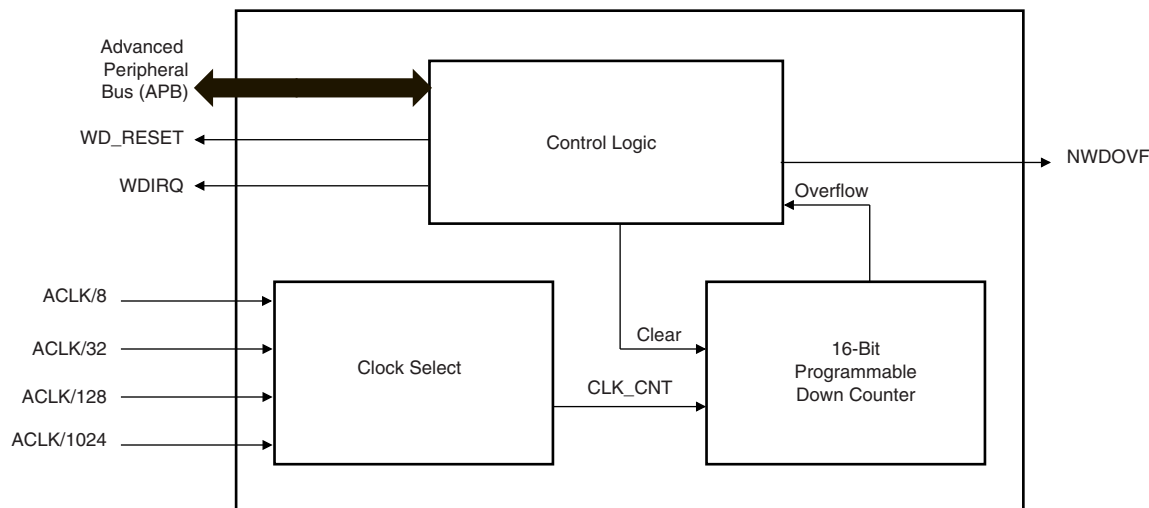 Advanced
Peripheral
Bus (APB)
WD_RESET
WDIRQ
Control Logic
NWDOVF
Overflow
ACLK/8
ACLK/32
ACLK/128
ACLK/1024
Clock Select
Clear
CLK_CNT
16-Bit
Programmable
Down Counter